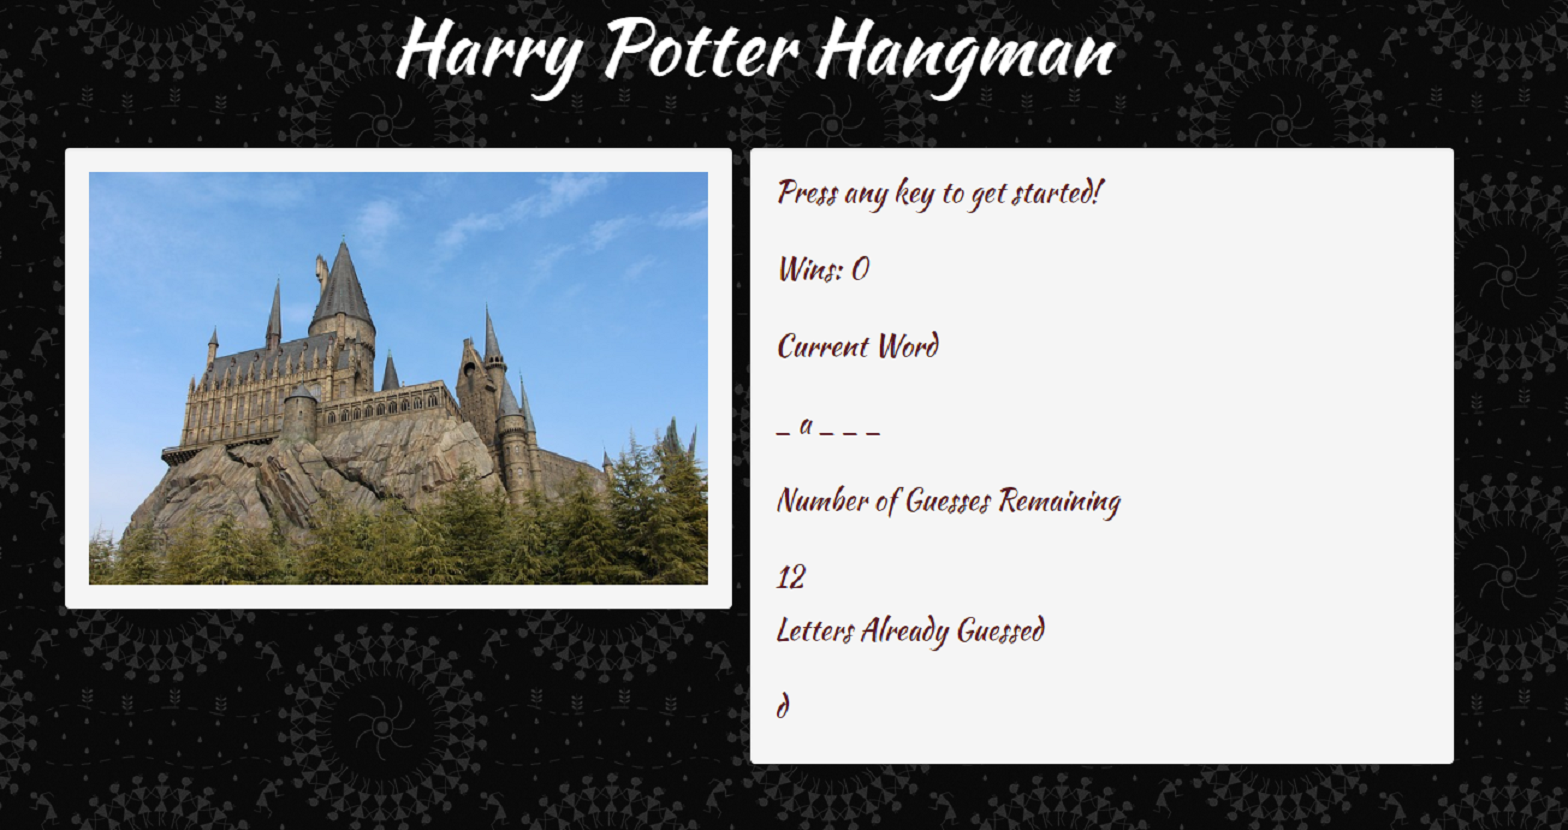 Harry Potter Hangman
Press any key to get started!
Wins: 0
Current Word
_ a _ _ _
Number of Guesses Remaining
12
Letters Already Guessed
d